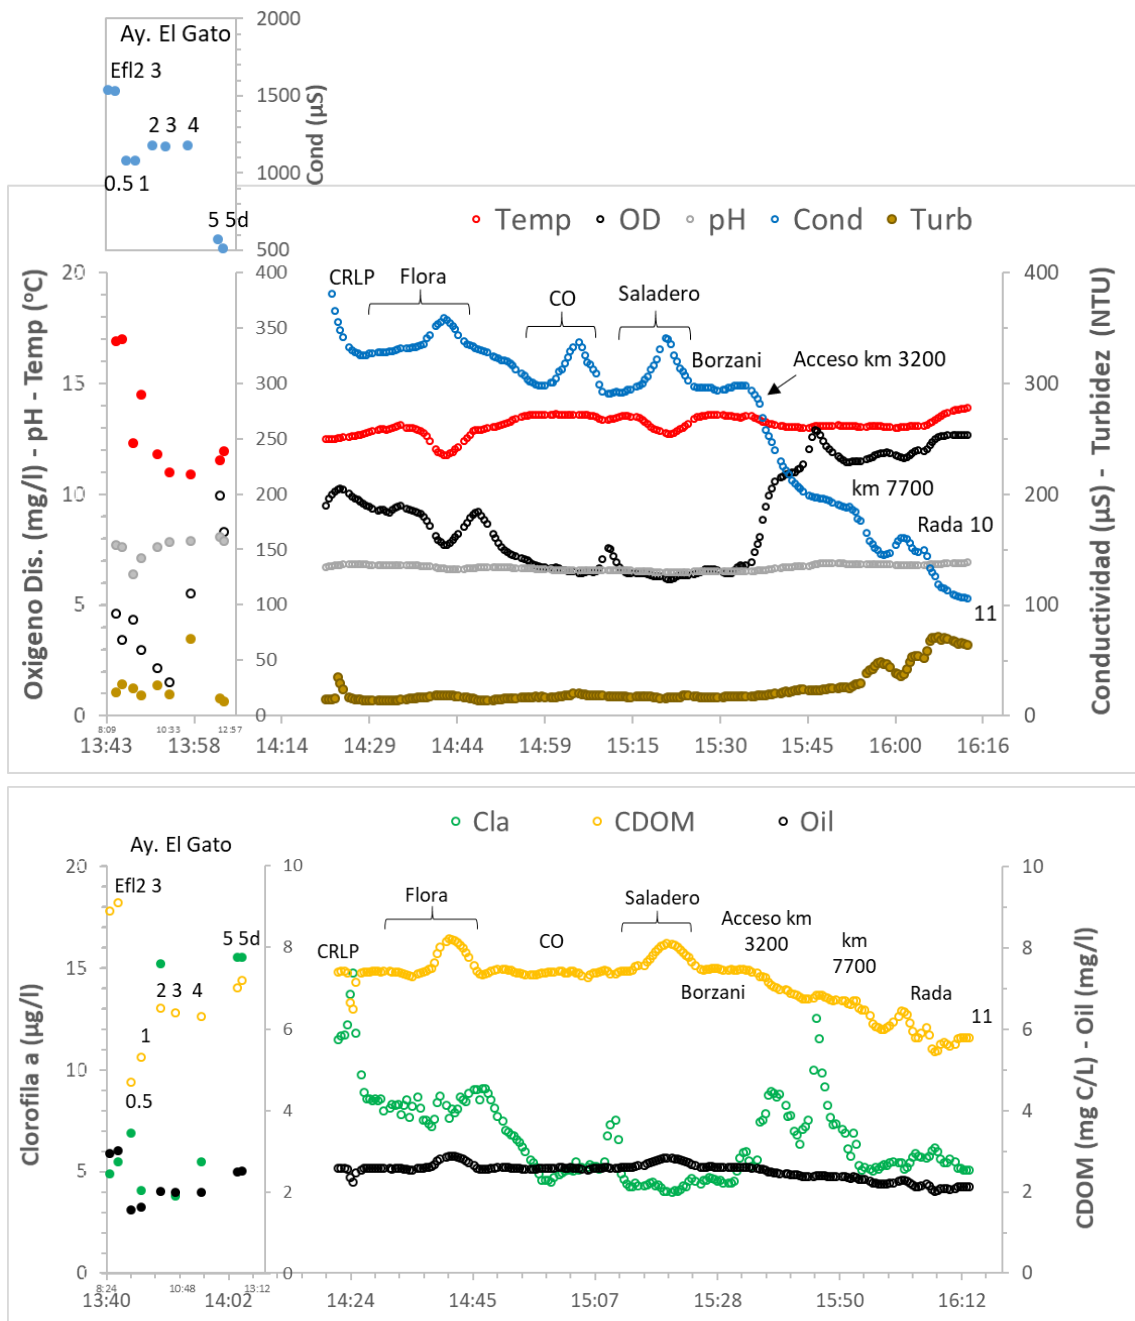 2000
Ay. El Gato
Efl2 3
1500
2 3 4
Cond (µS)
1000
0.5 1
5 5d
500
Temp OD pH Cond Turb
20
400
400
CRLP
Flora
CO
Saladero
Borzani
Acceso km 3200
350
15
300
300
250
km 7700
10
200
200
Rada 10
150
5
100
100
11
50
0
0
0
Oxigeno Dis. (mg/l) - pH - Temp (°C)
Conductividad (µS) - Turbidez (NTU)
8:09 10:33 12:57
13:43 13:58 14:14 14:29 14:44 14:59 15:15 15:30 15:45 16:00 16:16
Cla CDOM Oil
Ay. El Gato
20
10
10
Efl2 3
Flora
Saladero
Acceso km
3200
km
7700
CRLP
CO
5 5d
8
8
15
2 3 4
Borzani
Rada
11
1
6
6
10
0.5
4
4
5
2
2
0
0
0
Clorofila a (µg/l)
CDOM (mg C/L) - Oil (mg/l)
8:24 10:48 13:12
13:40 14:02 14:24 14:45 15:07 15:28 15:50 16:12